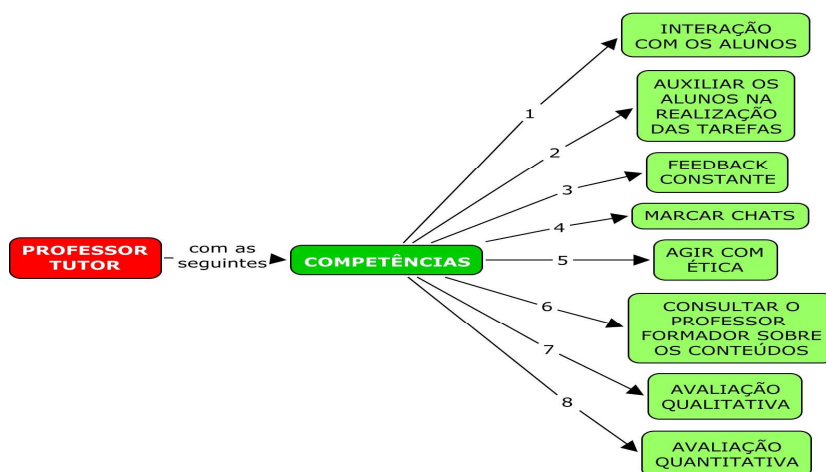 PROFESSOR
TUTOR
com as
seguintes
COMPETÊNCIAS
1
INTERAÇÃO
COM OS ALUNOS
2
AUXILIAR OS
ALUNOS NA
REALIZAÇÃO
DAS TAREFAS
3
FEEDBACK
CONSTANTE
4
MARCAR CHATS
5
AGIR COM
ÉTICA
6
CONSULTAR O
PROFESSOR
FORMADOR SOBRE
OS CONTEÚDOS
7
AVALIAÇÃO
QUALITATIVA
8
AVALIAÇÃO
QUANTITATIVA